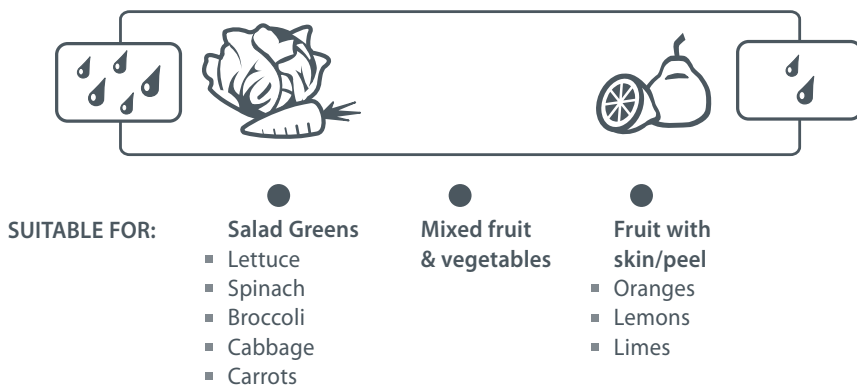 SUITABLE FOR:
Salad Greens
▪ Lettuce
▪ Spinach
▪ Broccoli
▪ Cabbage
▪ Carrots
Mixed fruit
& vegetables
Fruit with
skin/peel
▪ Oranges
▪ Lemons
▪ Limes